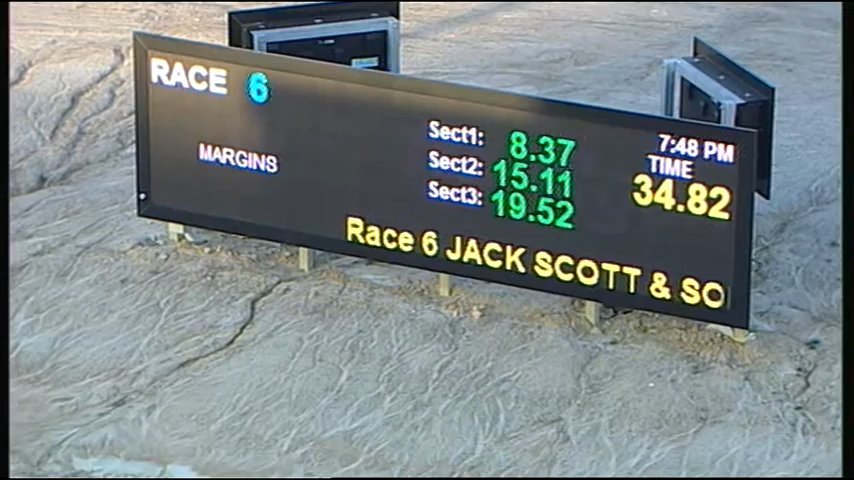 RACE 6
MARGINS
Sect1: 8.37
Sect2: 15.11
Sect3: 19.52
7:48 PM
TIME
34.82
Race 6 JACK SCOTT & SO